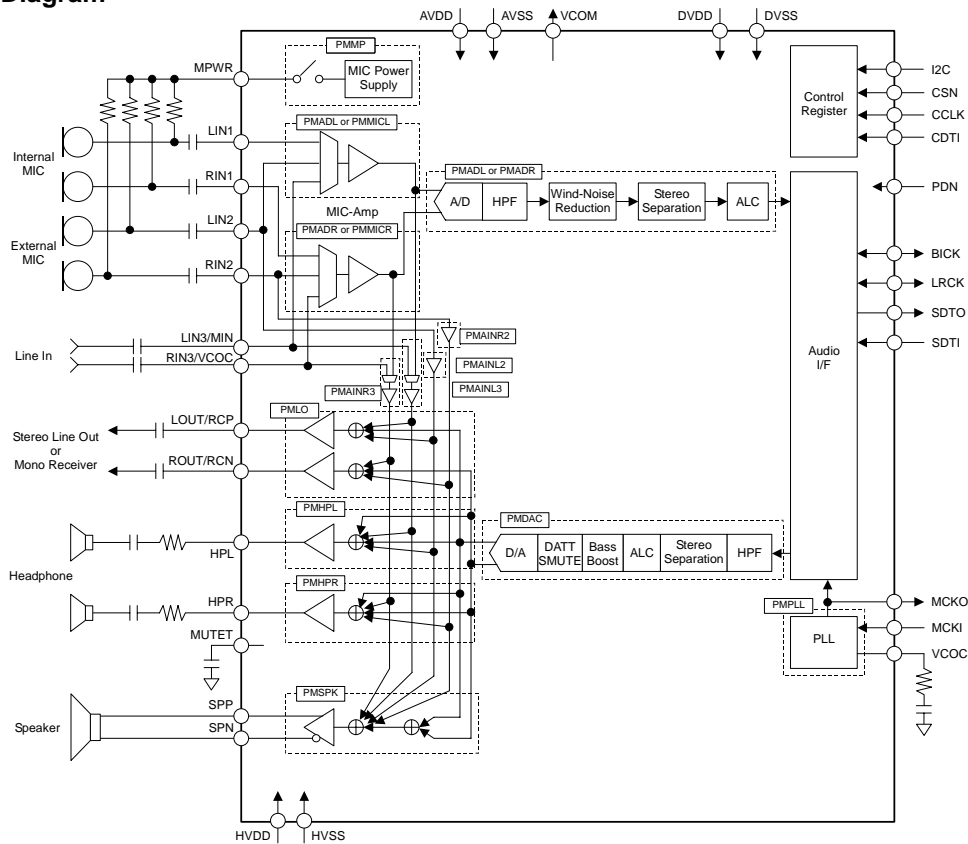 Diagram
AVDD
AVSS
VCOM
DVDD
DVSS
PMMP
MPWR
MIC Power
Supply
Control
Register
I2C
CSN
CCLK
CDTI
PMADL or PMMICL
LIN1
Internal
MIC
RIN1
PMADL or PMADR
A/D
HPF
Wind-Noise
Reduction
Stereo
Separation
ALC
PDN
MIC-Amp
LIN2
PMADR or PMMICR
External
MIC
RIN2
BICK
LRCK
SDTO
SDTI
Audio
I/F
LIN3/MIN
Line In
RIN3/VCOC
PMAINR2
PMAINL2
PMAINR3
PMAINL3
PMLO
LOUT/RCP
Stereo Line Out
or
Mono Receiver
ROUT/RCN
PMHPL
HPL
PMDAC
D/A
DATT
SMUTE
Bass
Boost
ALC
Stereo
Separation
HPF
Headphone
PMHPR
HPR
MUTET
PMPLL
PLL
MCKO
MCKI
VCOC
PMSPK
SPP
Speaker
SPN
HVDD
HVSS